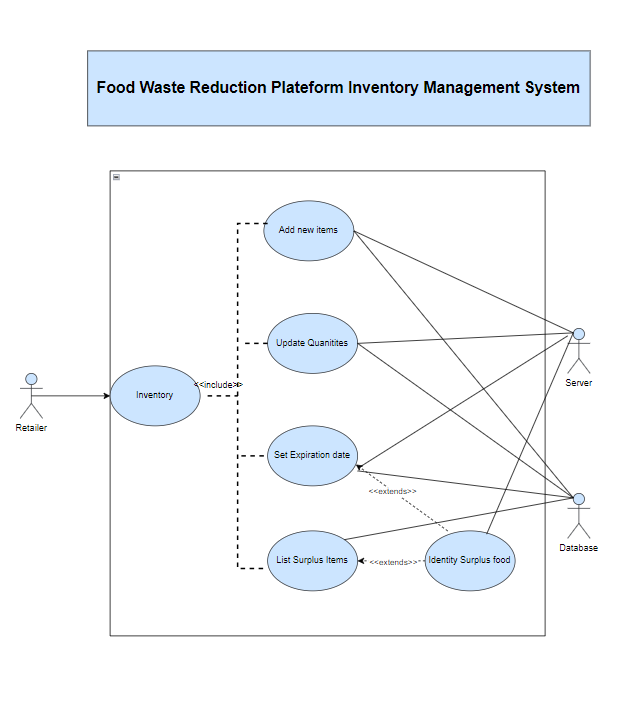 Food Waste Reduction Plateform Inventory Management System
Add new items
Update Quanitites
Server
<<include>>
Inventory
Retailer
Set Expiration date
<<extends>>
Database
List Surplus Items
<<extends>>
Identity Surplus food